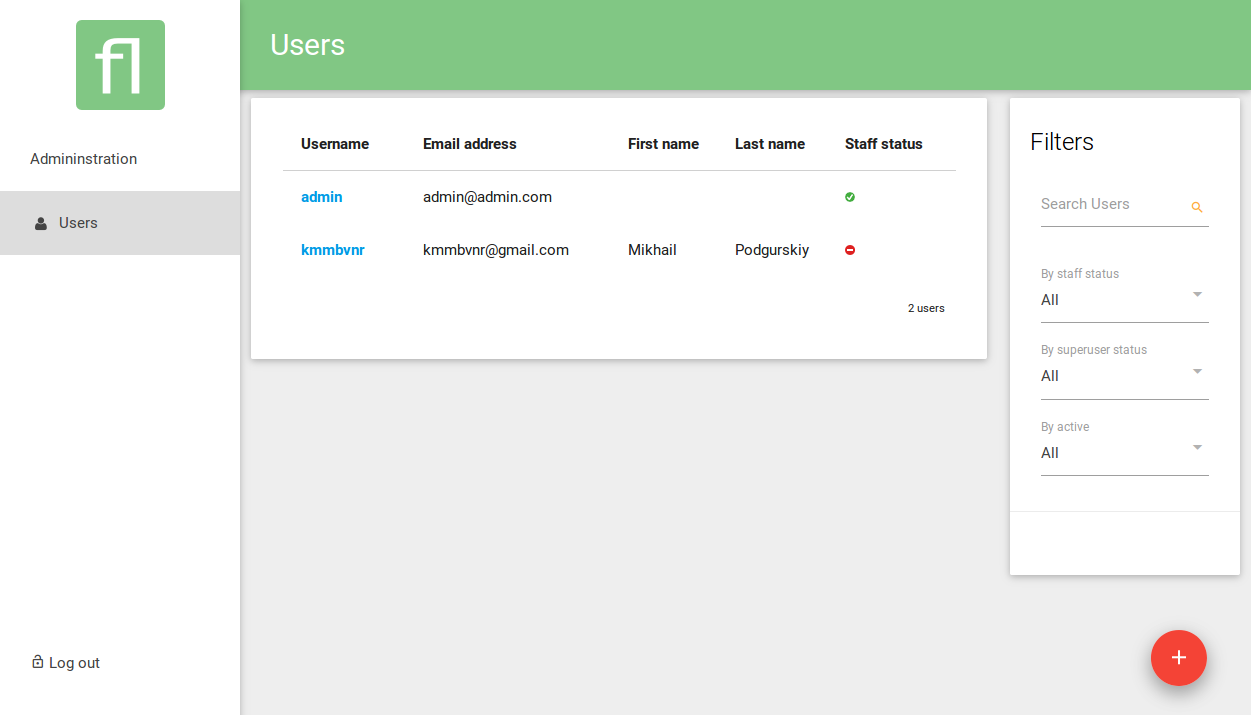 fl
Admininstration
Users
Log out
Users
Username Email address First name Last name Staff status
admin admin@admin.com
kmmbvnr kmmbvnr@gmail.com Mikhail Podgurskiy
2 users
Filters
Search Users
By staff status
All
By superuser status
All
By active
All
+